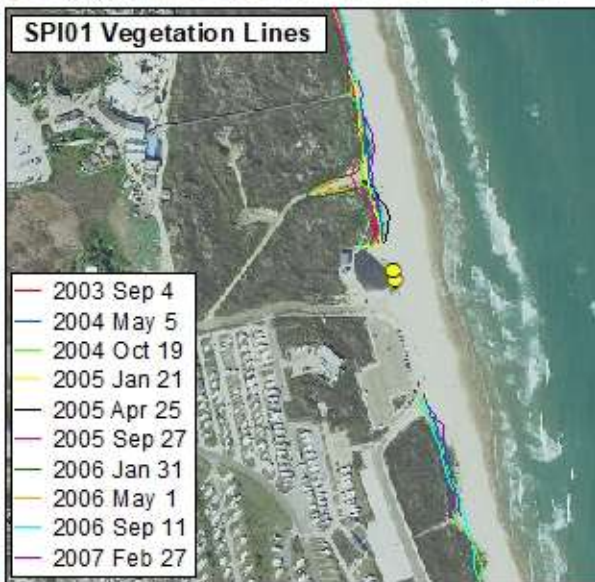 SPI01 Vegetation Lines
2003 Sep 4
2004 May 5
2004 Oct 19
2005 Jan 21
2005 Apr 25
2005 Sep 27
2006 Jan 31
2006 May 1
2006 Sep 11
2007 Feb 27